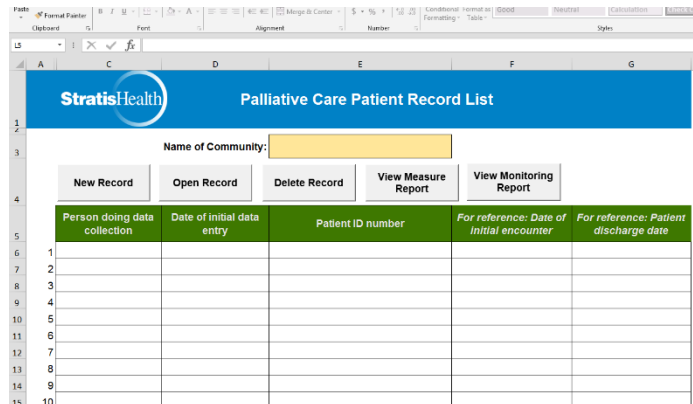 Paste
Format Painter
B I U
A
Merge & Center
$ % ,
Conditional Format as
Formatting Table
Good
Neutral
Calculation
Clipboard
Font
Alignment
Number
Styles
L5
fx
A C D E F G
1
StratisHealth
Palliative Care Patient Record List
2
3
Name of Community:
4
New Record
Open Record
Delete Record
View Measure
Report
View Monitoring
Report
5
Person doing data
collection
Date of initial data
entry
Patient ID number
For reference: Date of
initial encounter
For reference: Patient
discharge date
6 1
7 2
8 3
9 4
10 5
11 6
12 7
13 8
14 9
15 10